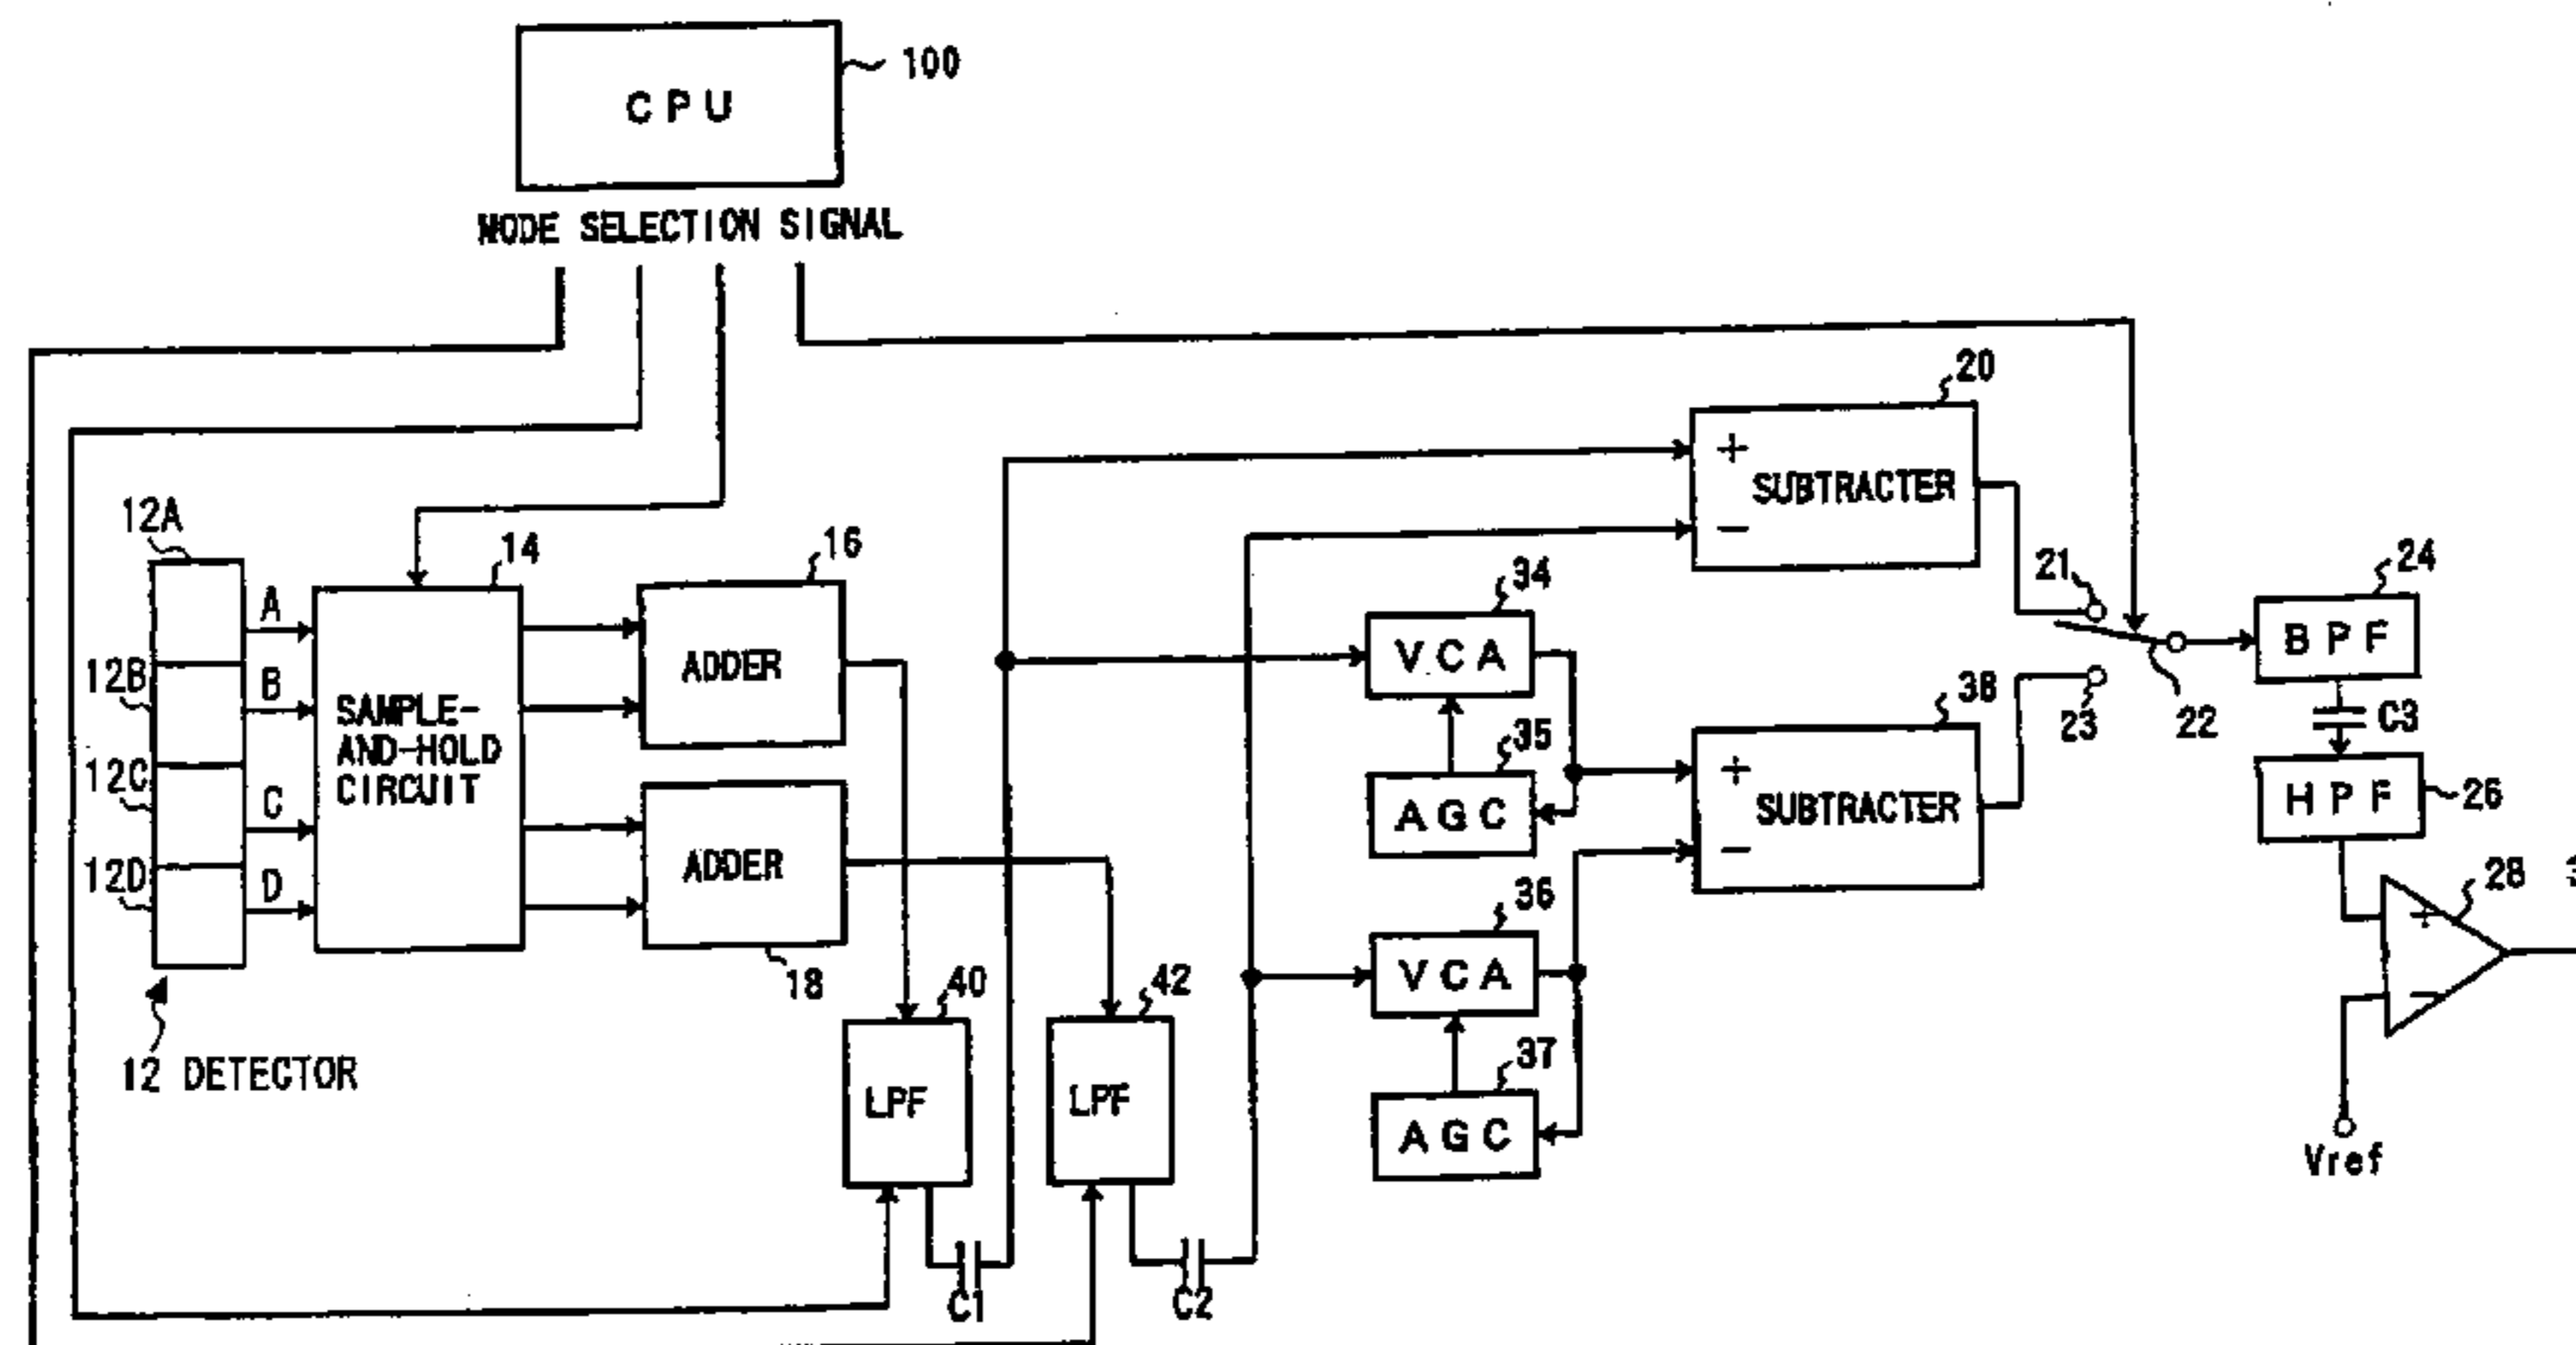 CPU
100
MODE SELECTION SIGNAL
20
+
SUBTRACTER
−
12A
14
16
34
21
24
A
ADDER
VCA
BPF
12B
B
SAMPLE-
AND-HOLD
CIRCUIT
38
23
22
C3
35
12C
C
+
SUBTRACTER
−
AGC
HPF
26
12D
D
ADDER
28
+
−
18
40
42
36
VCA
12 DETECTOR
LPF
LPF
37
AGC
Vref
C1
C2